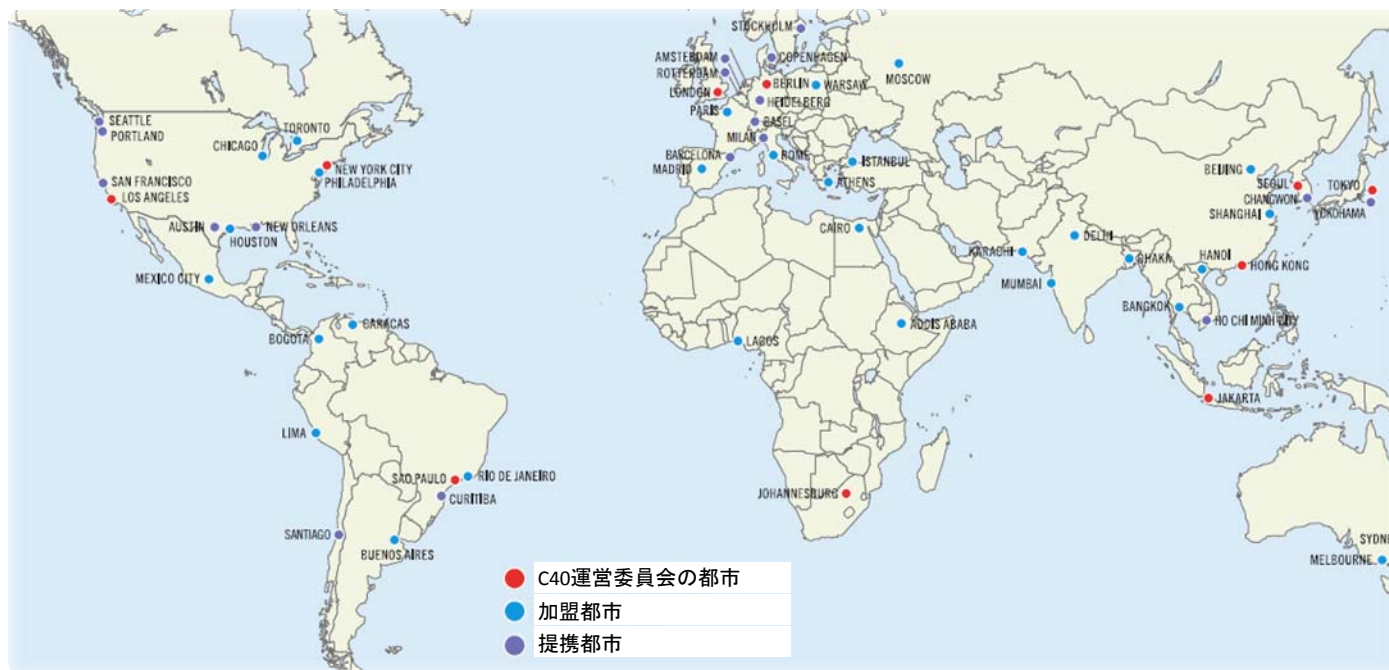 STOCKHOLM
AMSTERDAM
COPENHAGEN
ROTTERDAM
BERLIN
WARSAW
MOSCOW
LONDON
HEIDELBERG
PARIS
BASEL
MILAN
BARCELONA
ROME
MADRID
ISTANBUL
ATHENS
SEATTLE
PORTLAND
TORONTO
CHICAGO
NEW YORK CITY
PHILADELPHIA
SAN FRANCISCO
LOS ANGELES
AUSTIN
NEW ORLEANS
HOUSTON
MEXICO CITY
CARACAS
BOGOTA
LIMA
SAO PAULO
RIO DE JANEIRO
CURITIBA
SANTIAGO
BUENOS AIRES
CAIRO
LAGOS
ADDIS ABABA
JOHANNESBURG
BEIJING
SEOUL
TOKYO
CHANGWON
YOKOHAMA
SHANGHAI
DELHI
KARACHI
DHAKA
HANOI
HONG KONG
MUMBAI
BANGKOK
HO CHI MINH CITY
JAKARTA
SYDNE
MELBOURNE
C40運営委員会の都市
加盟都市
提携都市